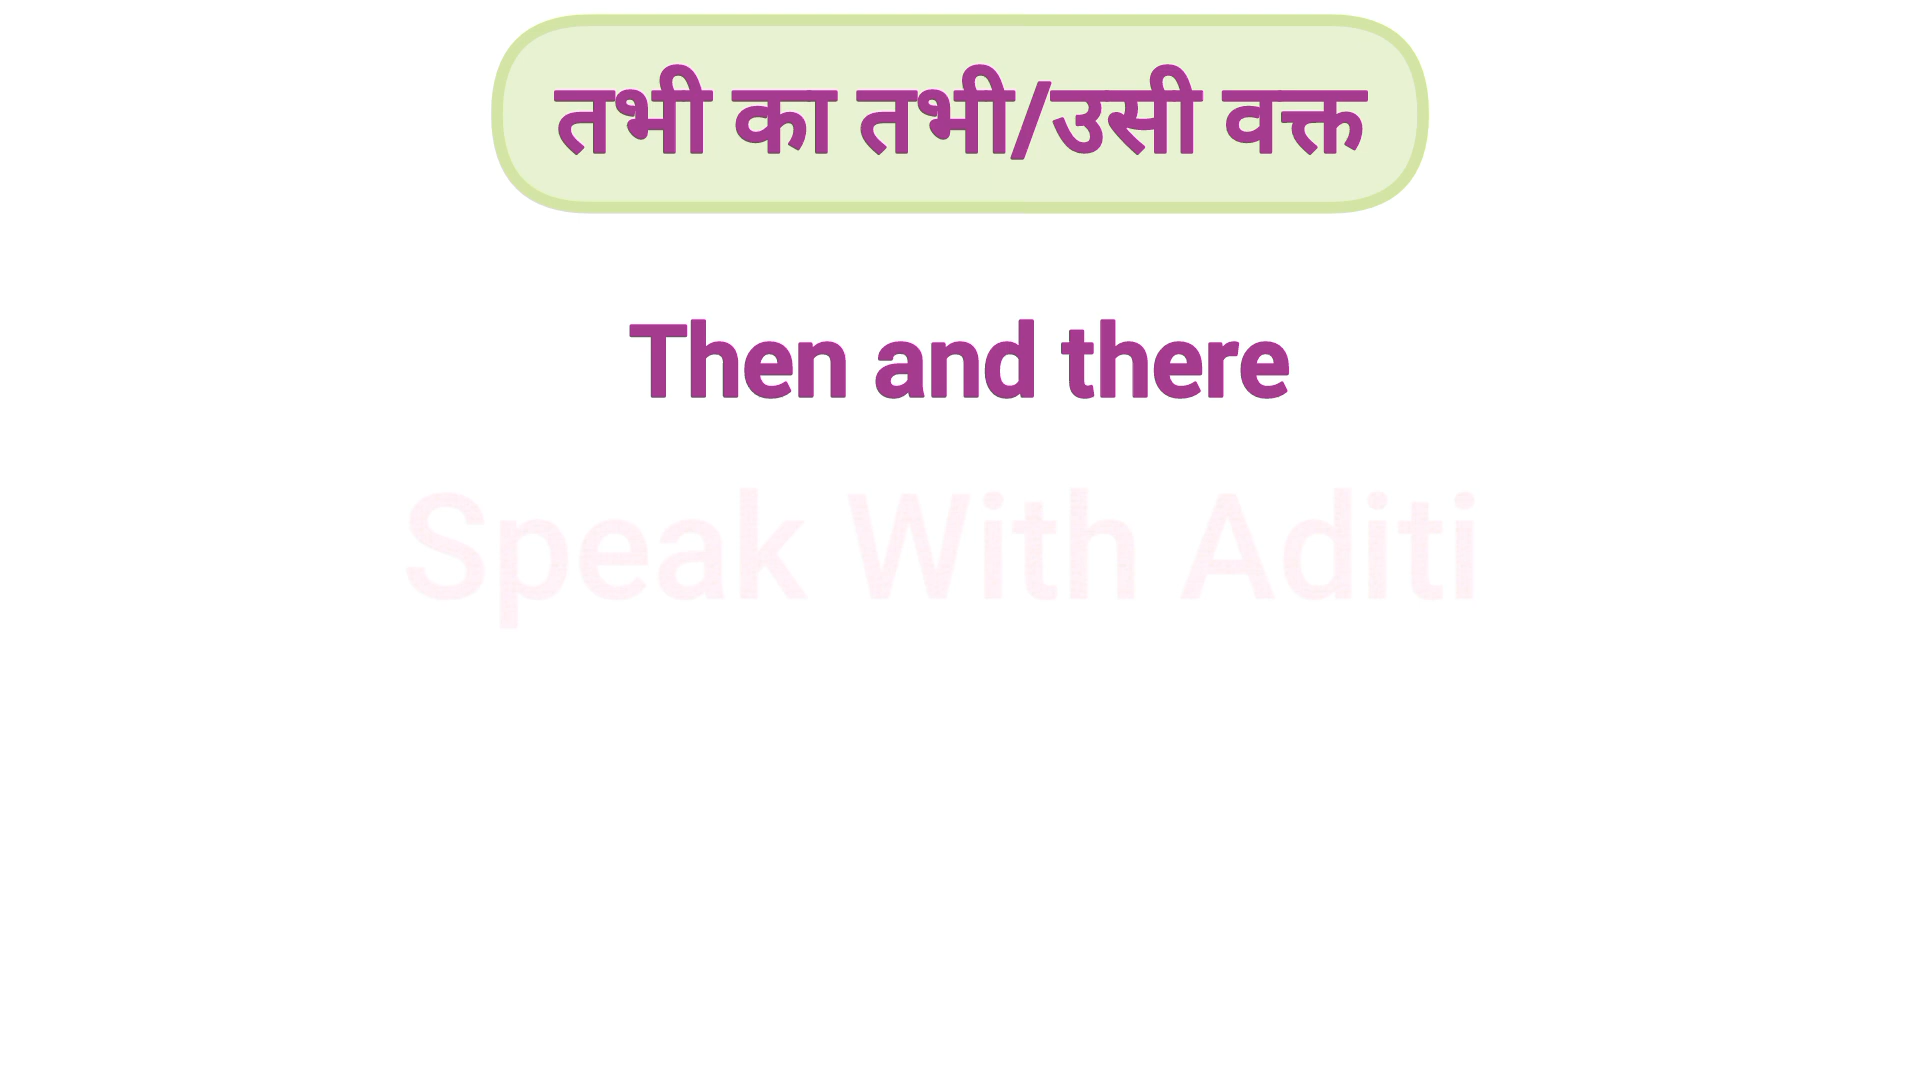 तभी का तभी/उसी वक्त
Then and there
Speak With Aditi